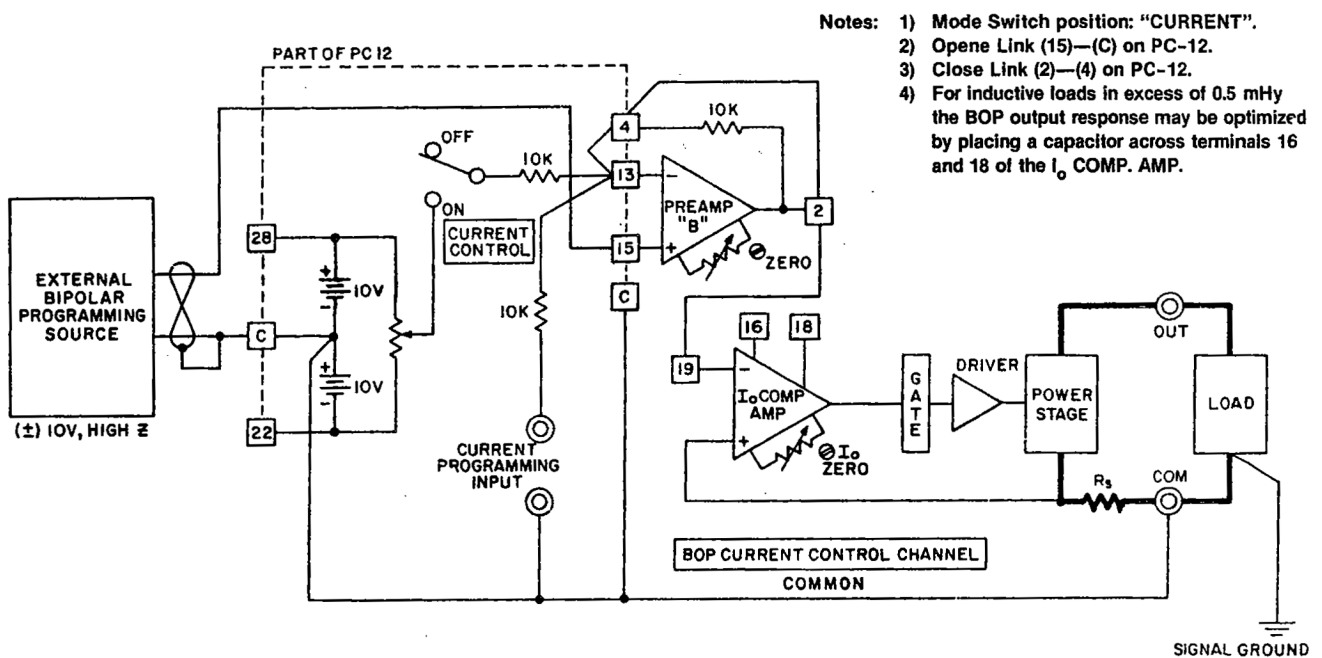 Notes: 1) Mode Switch position: "CURRENT".
2) Opene Link (15)—(C) on PC-12.
3) Close Link (2)—(4) on PC-12.
4) For inductive loads in excess of 0.5 mHy
the BOP output response may be optimized
by placing a capacitor across terminals 16
and 18 of the Io COMP. AMP.
PART OF PC 12
4
10K
OFF
10K
13
-
PREAMP
"B"
2
ON
CURRENT
CONTROL
15
+
ZERO
28
EXTERNAL
BIPOLAR
PROGRAMMING
SOURCE
+
10V
-
C
10K
C
16
18
OUT
+
10V
-
19
-
Io COMP
AMP
+
GATE
DRIVER
POWER
STAGE
LOAD
(±) 10V, HIGH Z
22
Io
ZERO
CURRENT
PROGRAMMING
INPUT
Rs
COM
BOP CURRENT CONTROL CHANNEL
COMMON
SIGNAL GROUND